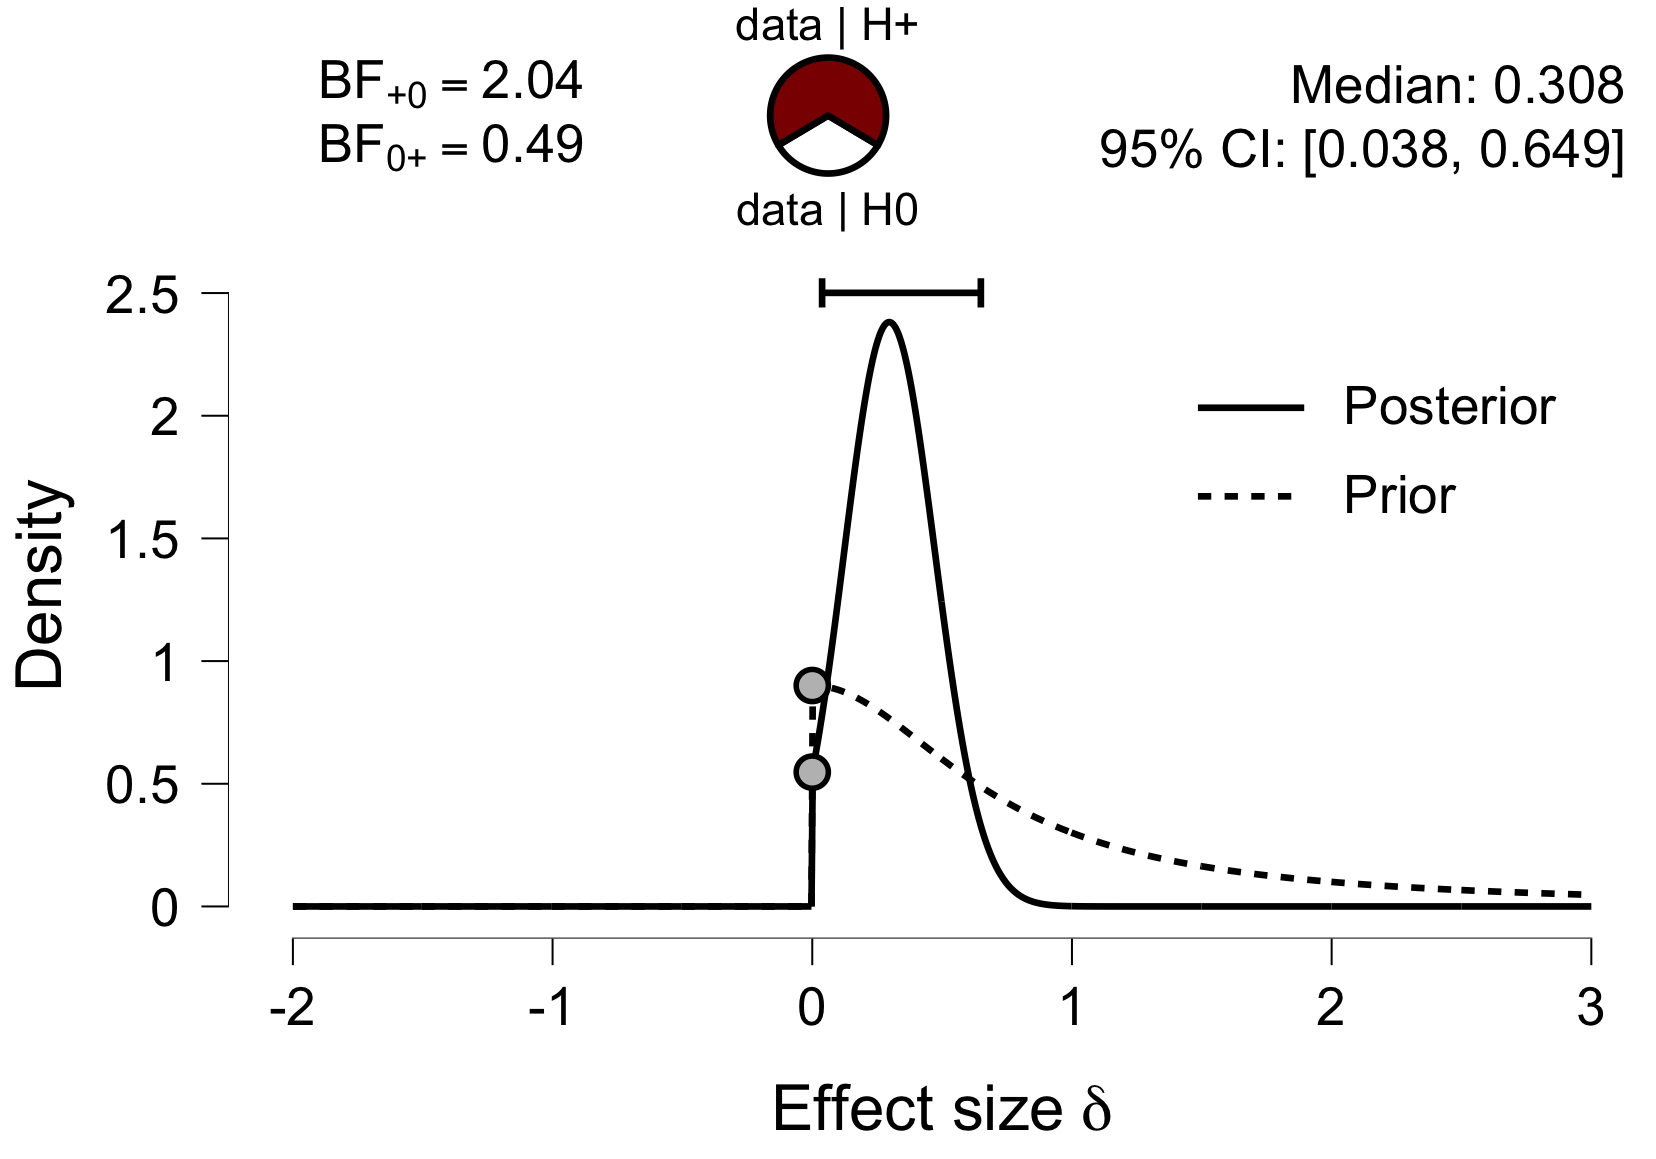 data | H+
BF+0 = 2.04
BF0+ = 0.49
Median: 0.308
95% CI: [0.038, 0.649]
data | H0
2.5
2
1.5
1
0.5
0
Density
Posterior
Prior
-2 -1 0 1 2 3
Effect size δ